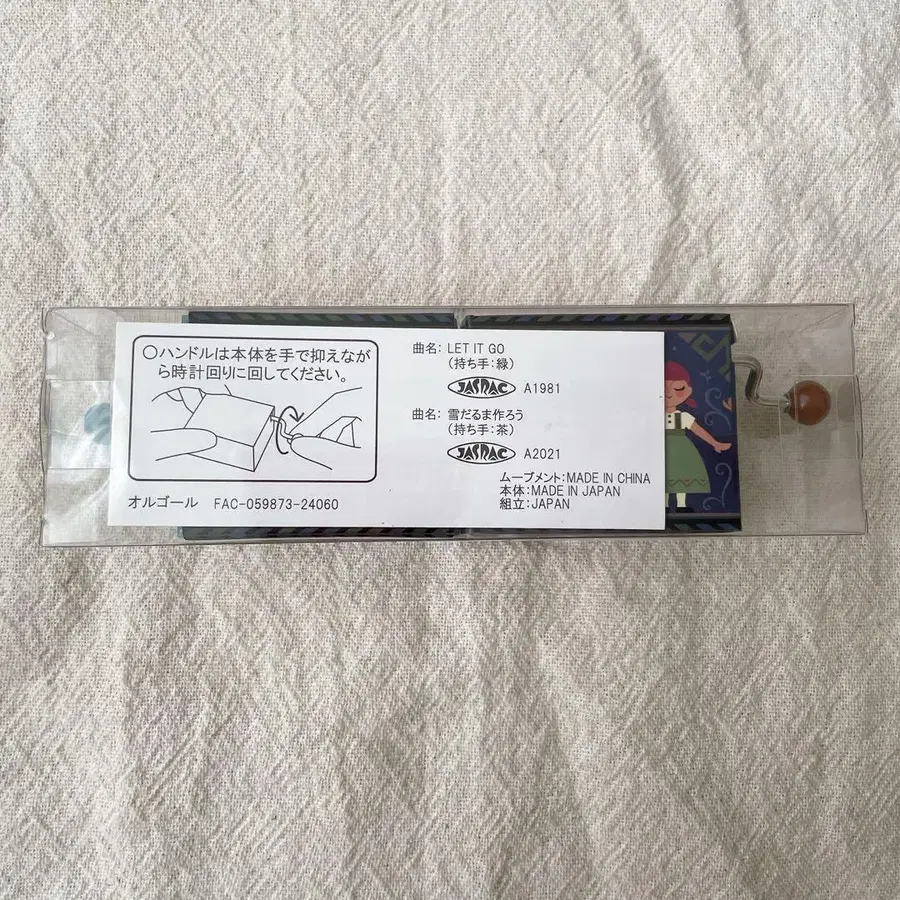 ○ハンドルは本体を手で抑えなが
ら時計回りに回してください。
オルゴール FAC-059873-24060
曲名: LET IT GO
(持ち手:緑)
JASRAC A1981
曲名: 雪だるま作ろう
(持ち手:茶)
JASRAC A2021
ムーブメント:MADE IN CHINA
本体:MADE IN JAPAN
組立:JAPAN